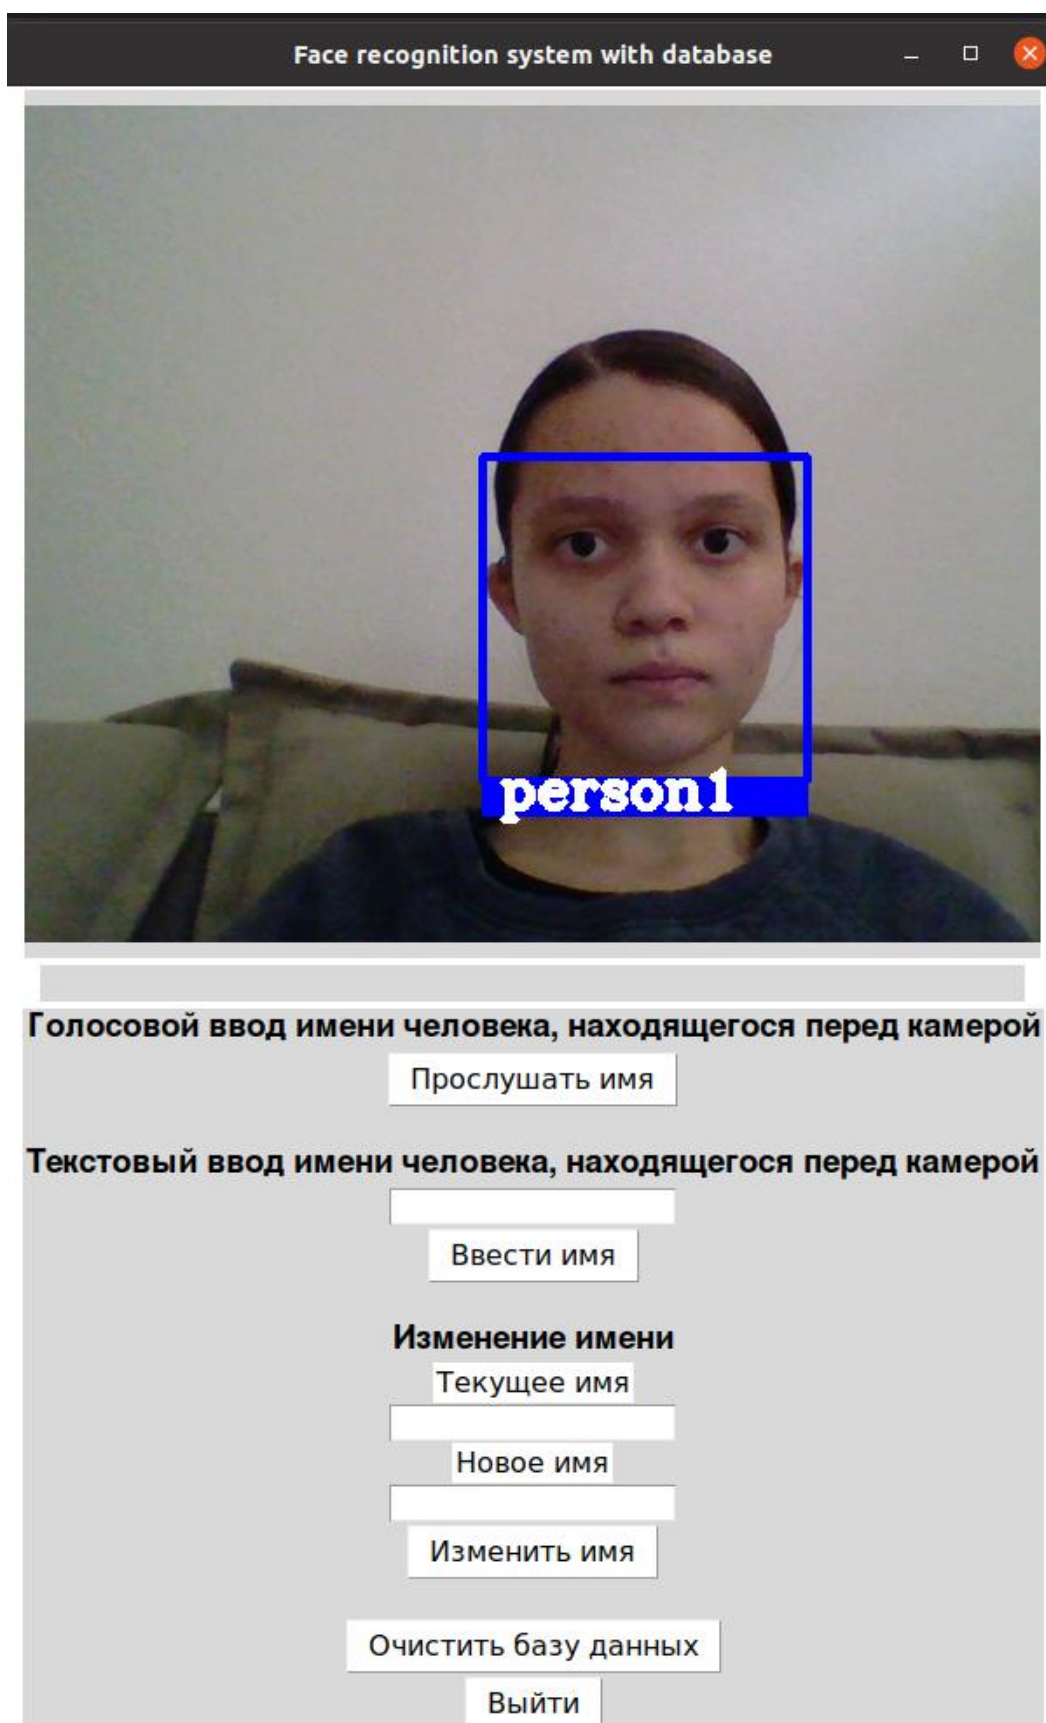 Face recognition system with database
person1
Голосовой ввод имени человека, находящегося перед камерой
Прослушать имя
Текстовый ввод имени человека, находящегося перед камерой
Ввести имя
Изменение имени
Текущее имя
Новое имя
Изменить имя
Очистить базу данных
Выйти